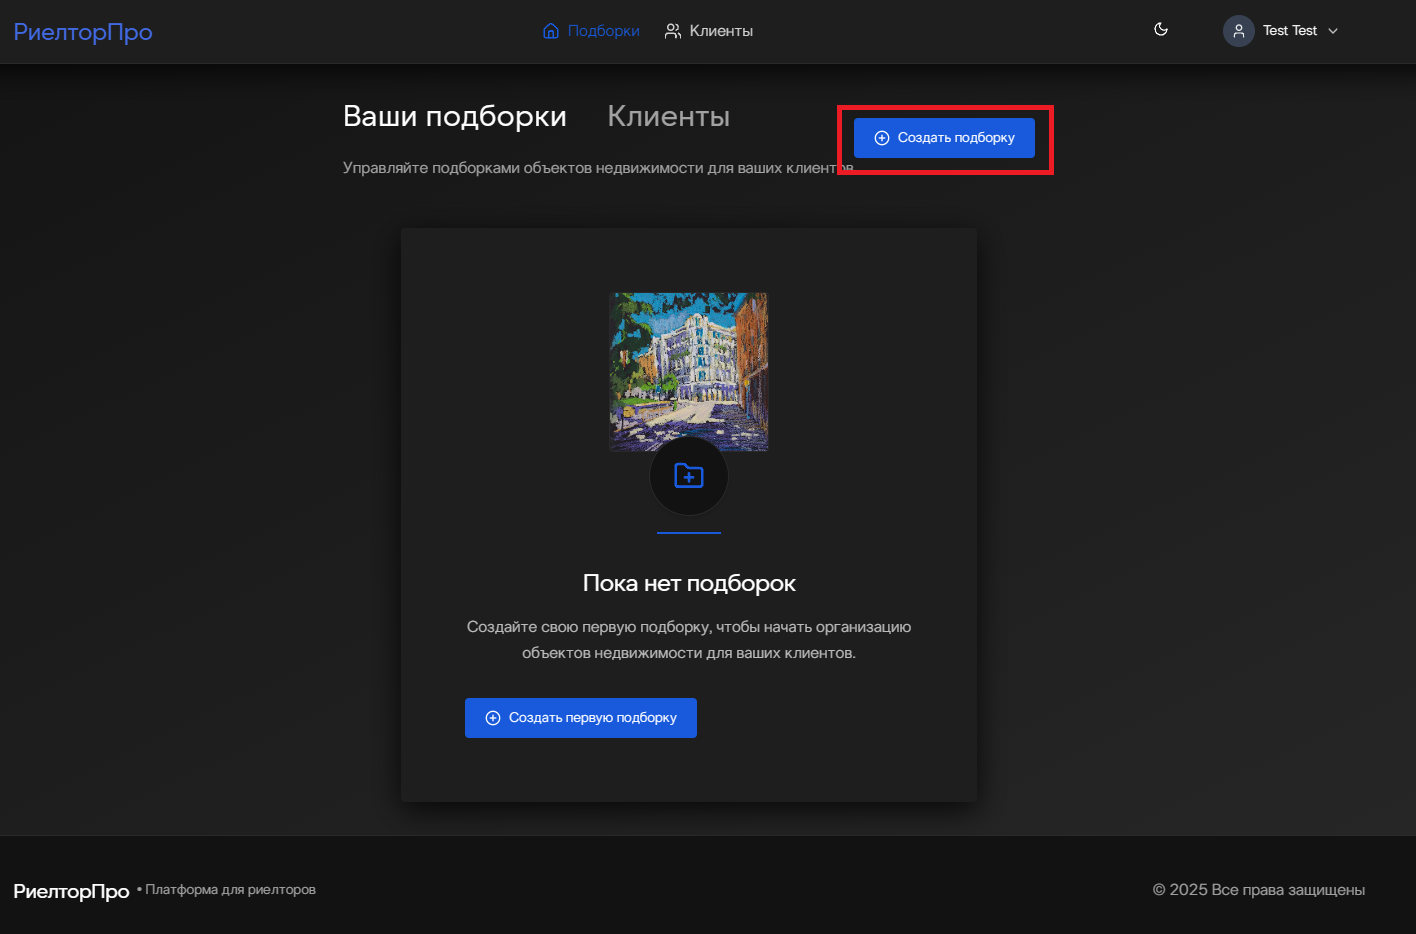 РиелторПро
Подборки
Клиенты
Test Test
Ваши подборки
Клиенты
Создать подборку
Управляйте подборками объектов недвижимости для ваших клиентов
Пока нет подборок
Создайте свою первую подборку, чтобы начать организацию
объектов недвижимости для ваших клиентов.
Создать первую подборку
РиелторПро • Платформа для риелторов
© 2025 Все права защищены